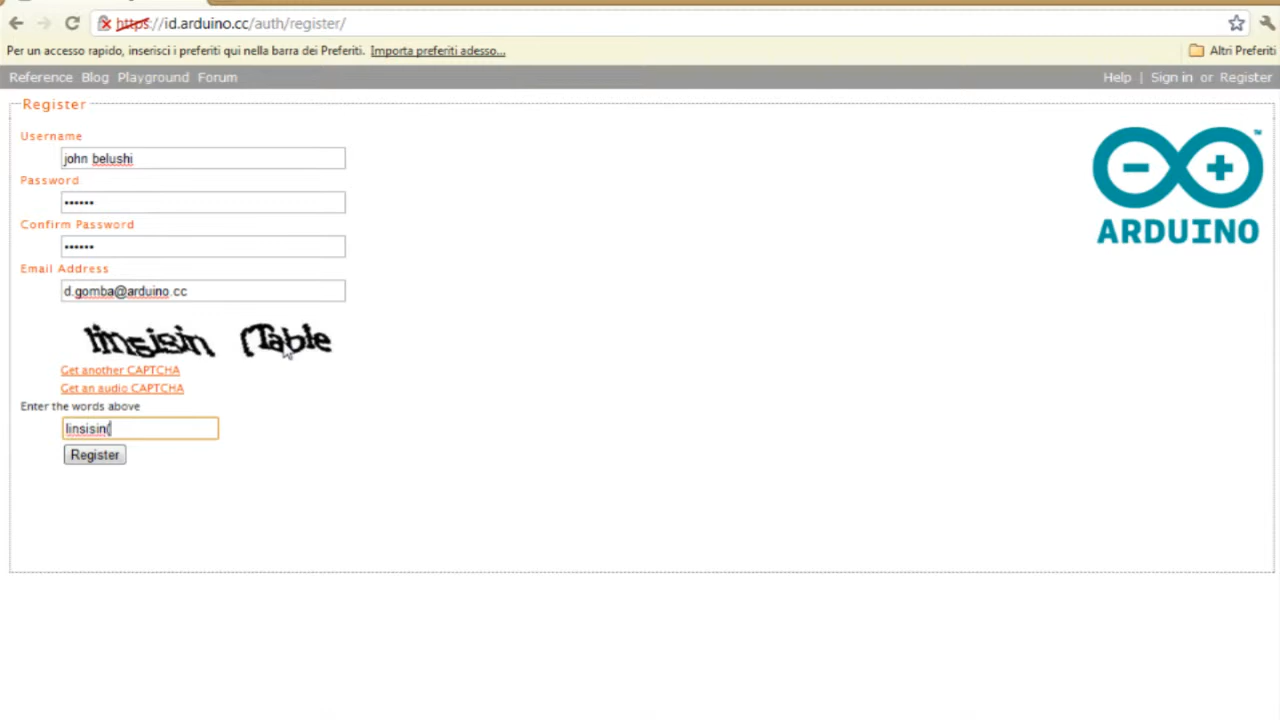 https://id.arduino.cc/auth/register/
Per un accesso rapido, inserisci i preferiti qui nella barra dei Preferiti. Importa preferiti adesso... Altri Preferiti
Reference Blog Playground Forum Help | Sign in or Register
Register
Username
john belushi
Password
••••••
Confirm Password
••••••
Email Address
d.gomba@arduino.cc
linsisin (Table
Get another CAPTCHA
Get an audio CAPTCHA
Enter the words above
linsisin(
Register
ARDUINO
TM